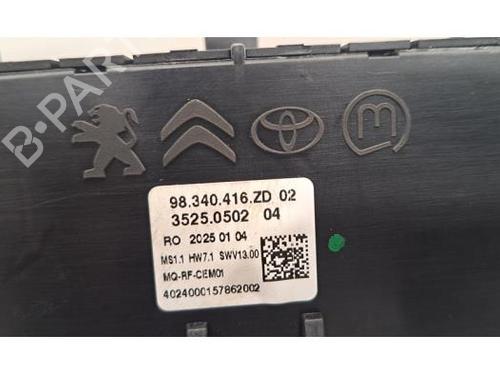 B-PARTS
m
98.340.416.ZD 02
3525.0502 04
RO 2025 01 04
MS1.1 HW7.1 SWV13.00
MQ-RF-CEM01
4024000157862002